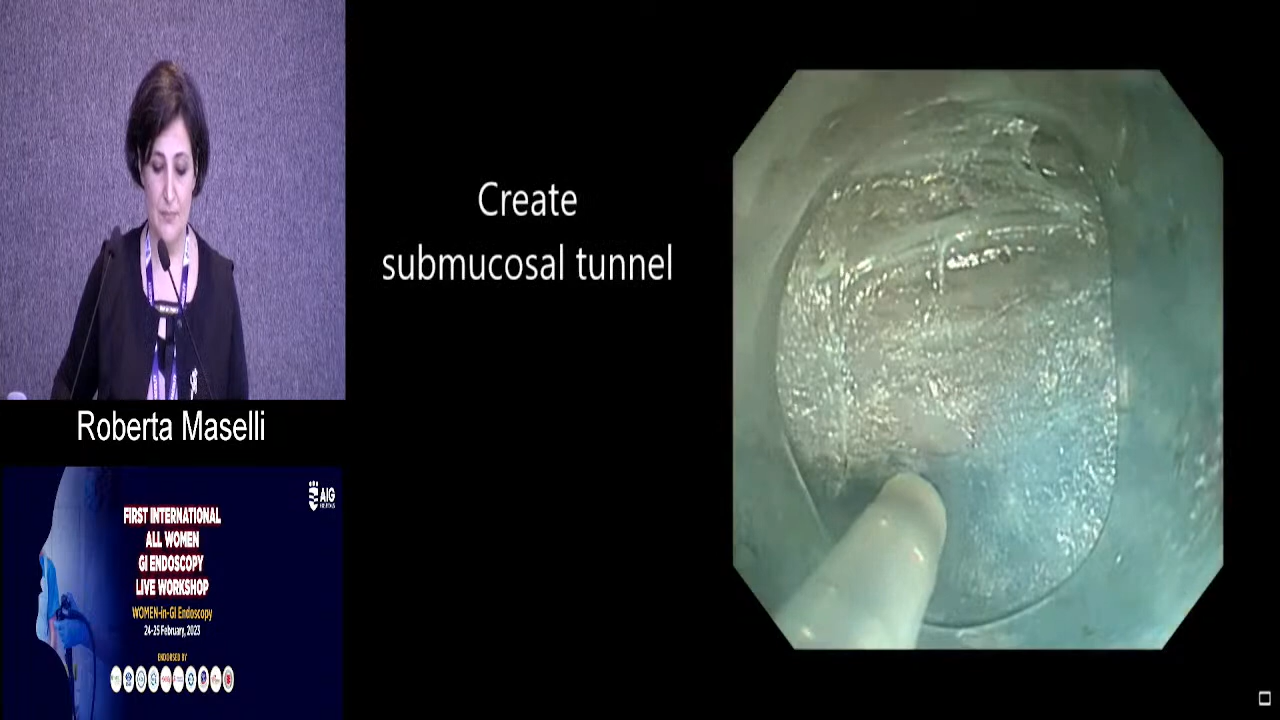 Create
submucosal tunnel
Roberta Maselli
AIG
HOSPITALS
FIRST INTERNATIONAL
ALL WOMEN
GI ENDOSCOPY
LIVE WORKSHOP
WOMEN-in-GI Endoscopy
24-25 February, 2023
ENDORSED BY